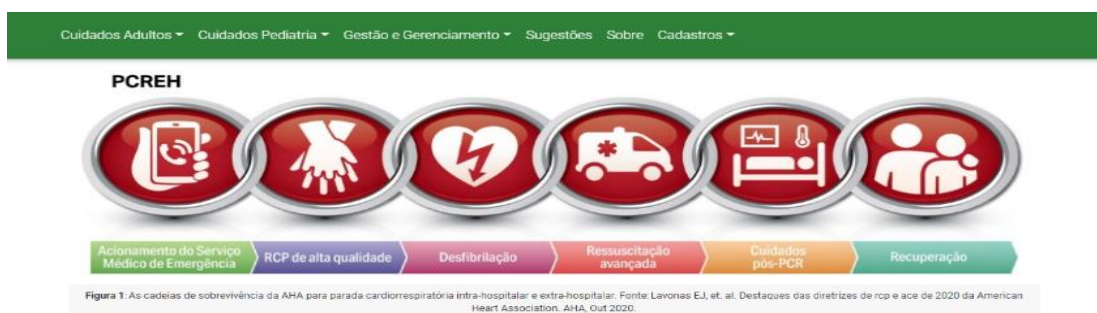 Cuidados Adultos Cuidados Pediatria Gestão e Gerenciamento Sugestões Sobre Cadastros
PCREH
Acionamento do Serviço
Médico de Emergência
RCP de alta qualidade
Desfibrilação
Ressuscitação
avançada
Cuidados
pós-PCR
Recuperação
Figura 1: As cadeias de sobrevivência da AHA para parada cardiorrespiratória intra-hospitalar e extra-hospitalar. Fonte: Lavonas EJ, et. al. Destaques das diretrizes de rcp e ace de 2020 da American
Heart Association. AHA, Out 2020.